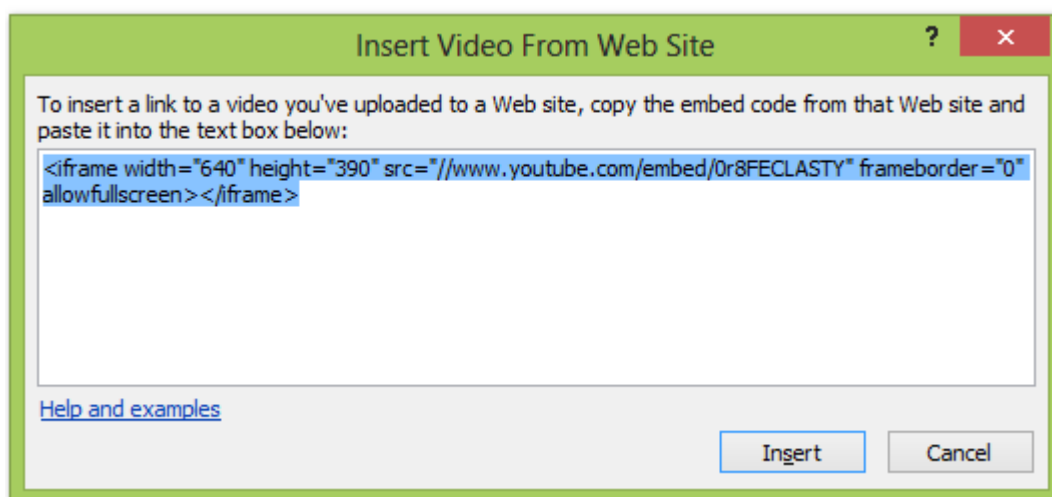 Insert Video From Web Site
?
To insert a link to a video you've uploaded to a Web site, copy the embed code from that Web site and
paste it into the text box below:
<iframe width="640" height="390" src="//www.youtube.com/embed/0r8FECLASTY" frameborder="0"
allowfullscreen></iframe>
Help and examples
Insert
Cancel